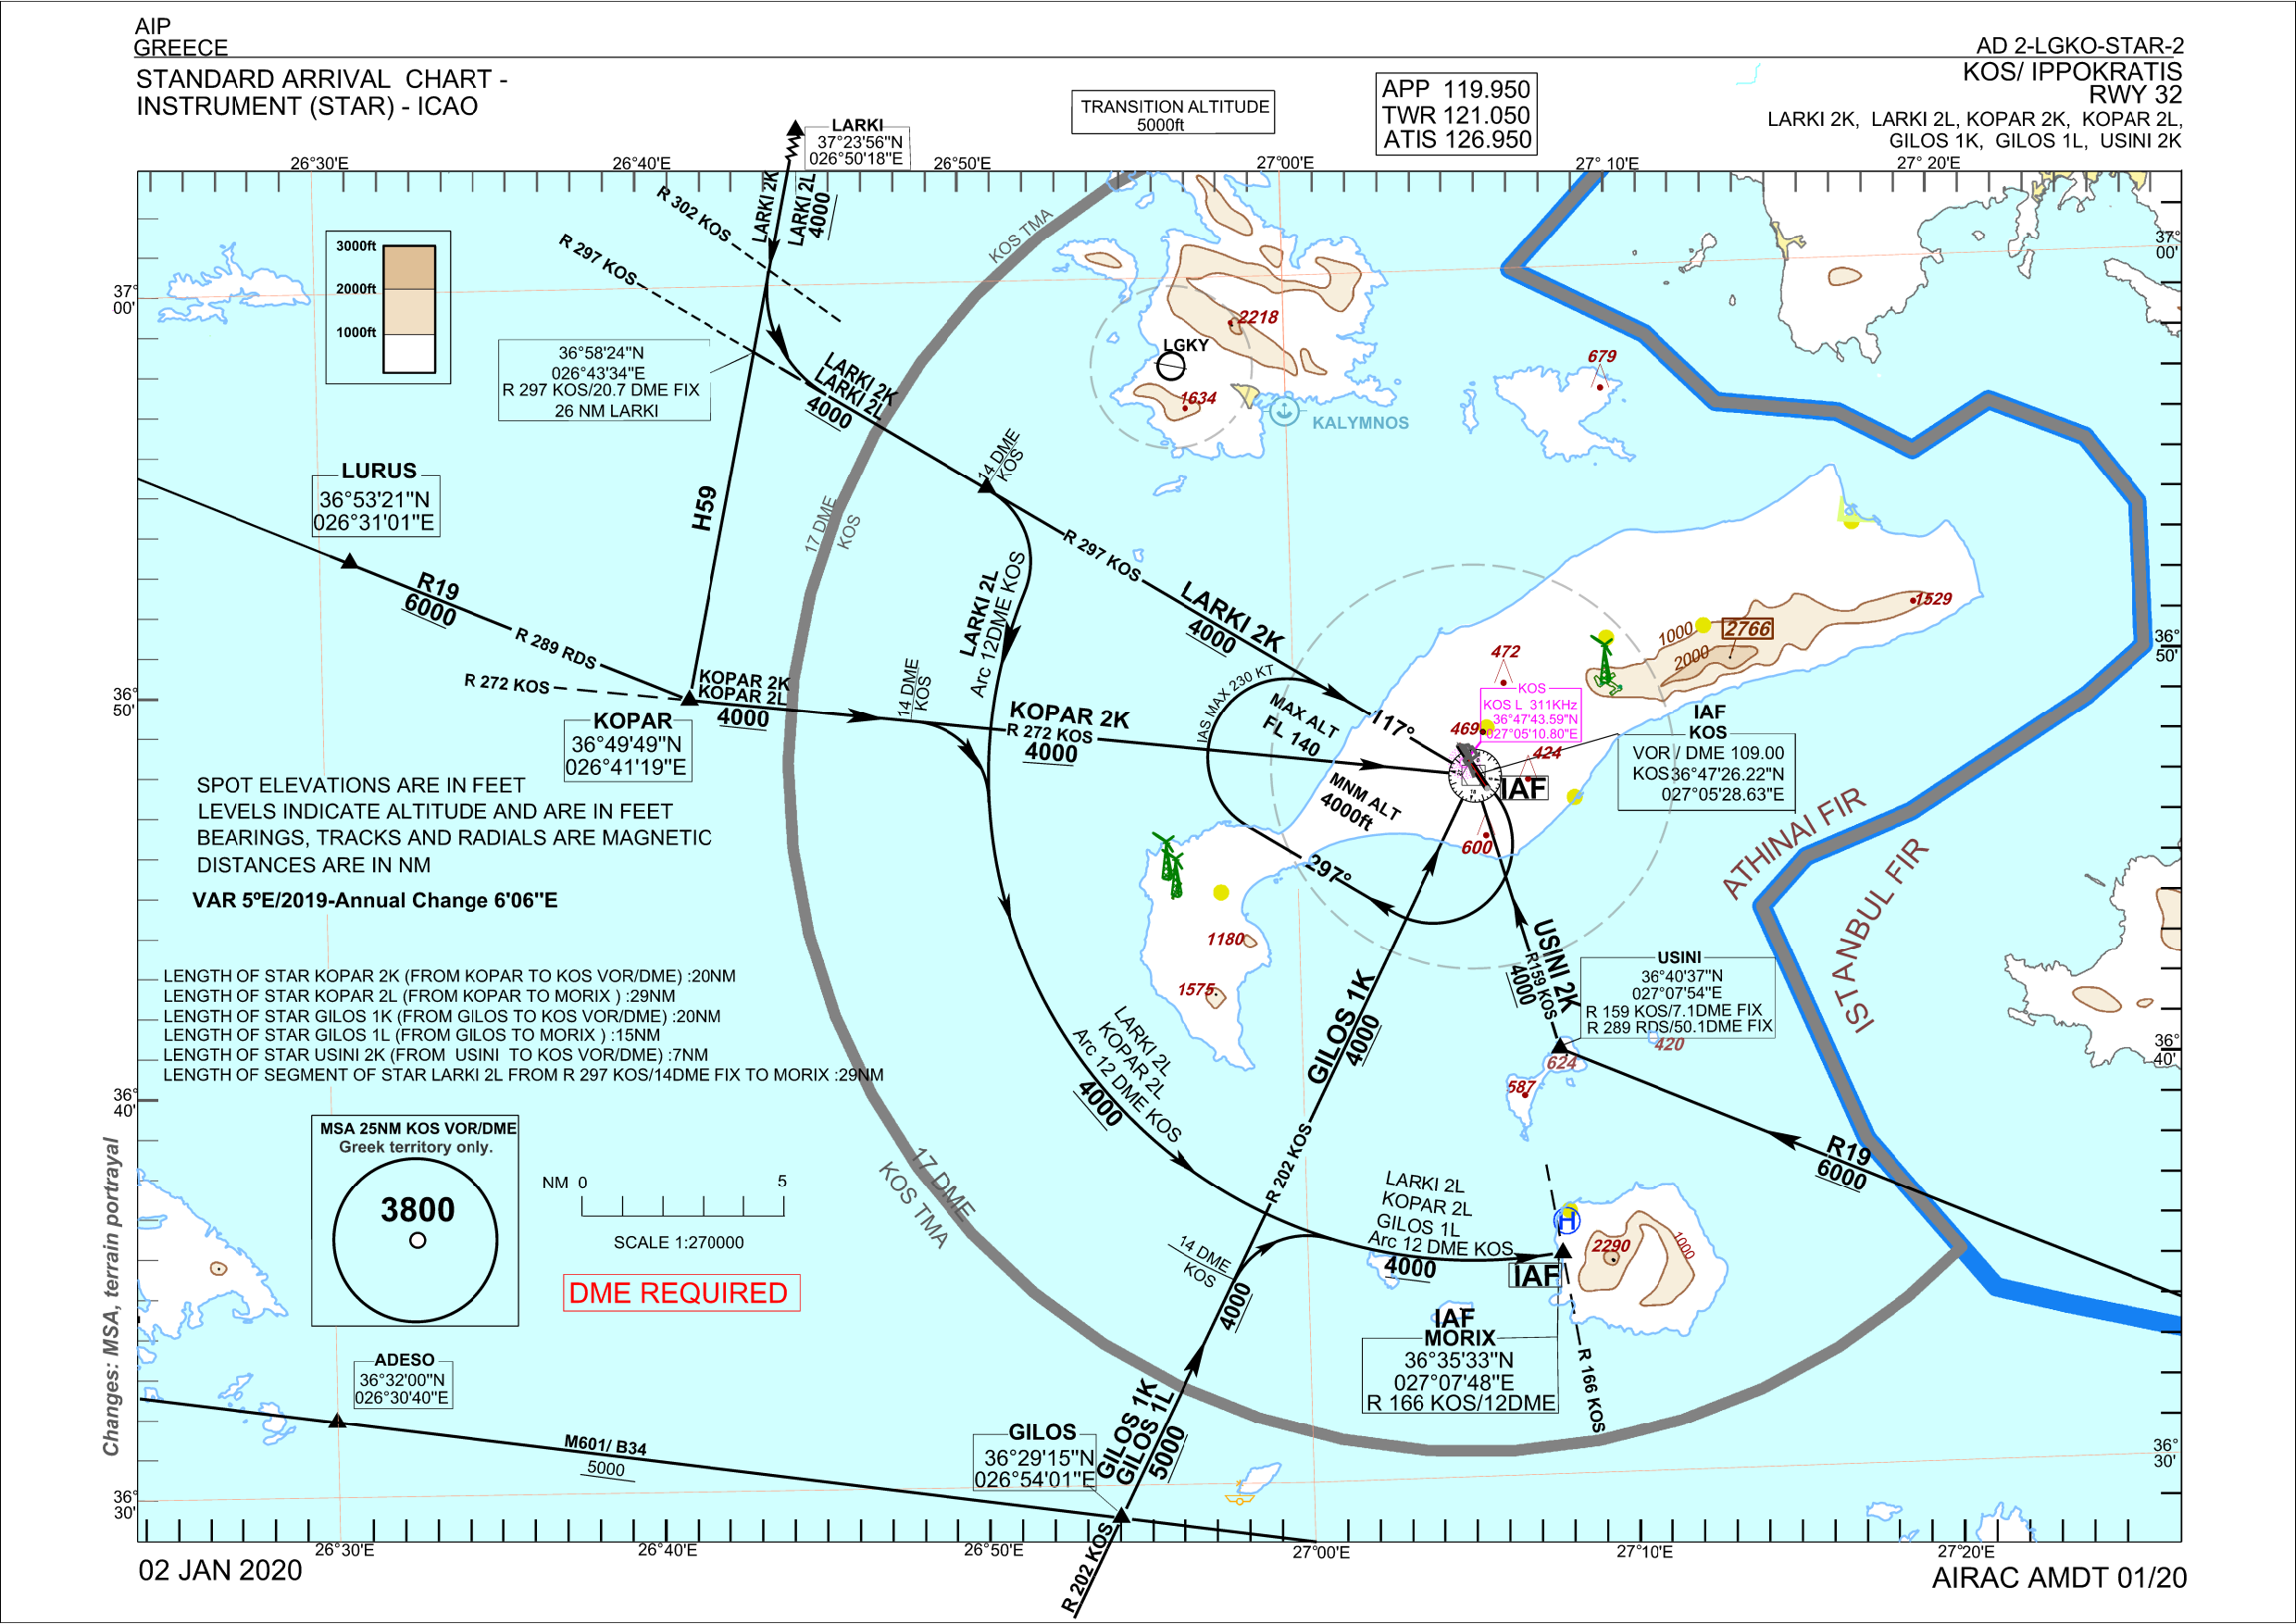 AIP
GREECE
AD 2-LGKO-STAR-2
STANDARD ARRIVAL CHART -
INSTRUMENT (STAR) - ICAO
KOS/ IPPOKRATIS
RWY 32
LARKI 2K, LARKI 2L, KOPAR 2K, KOPAR 2L,
GILOS 1K, GILOS 1L, USINI 2K
TRANSITION ALTITUDE
5000ft
APP 119.950
TWR 121.050
ATIS 126.950
LARKI
37°23'56"N
026°50'18"E
26°30'E
26°40'E
26°50'E
27°00'E
27° 10'E
27° 20'E
R 302 KOS
R 297 KOS
LARKI 2K
LARKI 2L
4000
KOS TMA
3000ft
2000ft
1000ft
37°
00'
37°
00'
36°58'24"N
026°43'34"E
R 297 KOS/20.7 DME FIX
26 NM LARKI
LARKI 2K
LARKI 2L
4000
2218
LGKY
1634
KALYMNOS
679
14 DME
KOS
17 DME
KOS
H59
LURUS
36°53'21"N
026°31'01"E
R19
6000
R 289 RDS
R 272 KOS
R 297 KOS
LARKI 2K
4000
LARKI 2L
Arc 12DME KOS
14 DME
KOS
KOPAR 2K
KOPAR 2L
4000
KOPAR
36°49'49"N
026°41'19"E
KOPAR 2K
R 272 KOS
4000
IAS MAX 230 KT
MAX ALT
FL 140
MNM ALT
4000ft
117°
297°
472
469
424
600
1529
1000
2766
2000
KOS
KOS L 311KHz
36°47'43.59"N
027°05'10.80"E
IAF
IAF
KOS
VOR / DME 109.00
KOS36°47'26.22"N
027°05'28.63"E
36°
50'
36°
50'
SPOT ELEVATIONS ARE IN FEET
LEVELS INDICATE ALTITUDE AND ARE IN FEET
BEARINGS, TRACKS AND RADIALS ARE MAGNETIC
DISTANCES ARE IN NM
VAR 5ºE/2019-Annual Change 6'06"E
ATHINAI FIR
ISTANBUL FIR
1180
1575
USINI 2K
R159 KOS
4000
USINI
36°40'37"N
027°07'54"E
R 159 KOS/7.1DME FIX
R 289 RDS/50.1DME FIX
420
624
587
LENGTH OF STAR KOPAR 2K (FROM KOPAR TO KOS VOR/DME) :20NM
LENGTH OF STAR KOPAR 2L (FROM KOPAR TO MORIX ) :29NM
LENGTH OF STAR GILOS 1K (FROM GILOS TO KOS VOR/DME) :20NM
LENGTH OF STAR GILOS 1L (FROM GILOS TO MORIX ) :15NM
LENGTH OF STAR USINI 2K (FROM USINI TO KOS VOR/DME) :7NM
LENGTH OF SEGMENT OF STAR LARKI 2L FROM R 297 KOS/14DME FIX TO MORIX :29NM
LARKI 2L
KOPAR 2L
Arc 12 DME KOS
4000
GILOS 1K
4000
R 202 KOS
36°
40'
36°
40'
R19
6000
MSA 25NM KOS VOR/DME
Greek territory only.
3800
NM 0 5
SCALE 1:270000
DME REQUIRED
17 DME
KOS TMA
LARKI 2L
KOPAR 2L
GILOS 1L
Arc 12 DME KOS
4000
14 DME
KOS
4000
H
2290
1000
IAF
IAF
MORIX
36°35'33"N
027°07'48"E
R 166 KOS/12DME
R 166 KOS
Changes: MSA, terrain portrayal
ADESO
36°32'00"N
026°30'40"E
M601/ B34
5000
GILOS
36°29'15"N
026°54'01"E
GILOS 1K
GILOS 1L
5000
R 202 KOS
36°
30'
36°
30'
26°30'E
26°40'E
26°50'E
27°00'E
27°10'E
27°20'E
02 JAN 2020
AIRAC AMDT 01/20